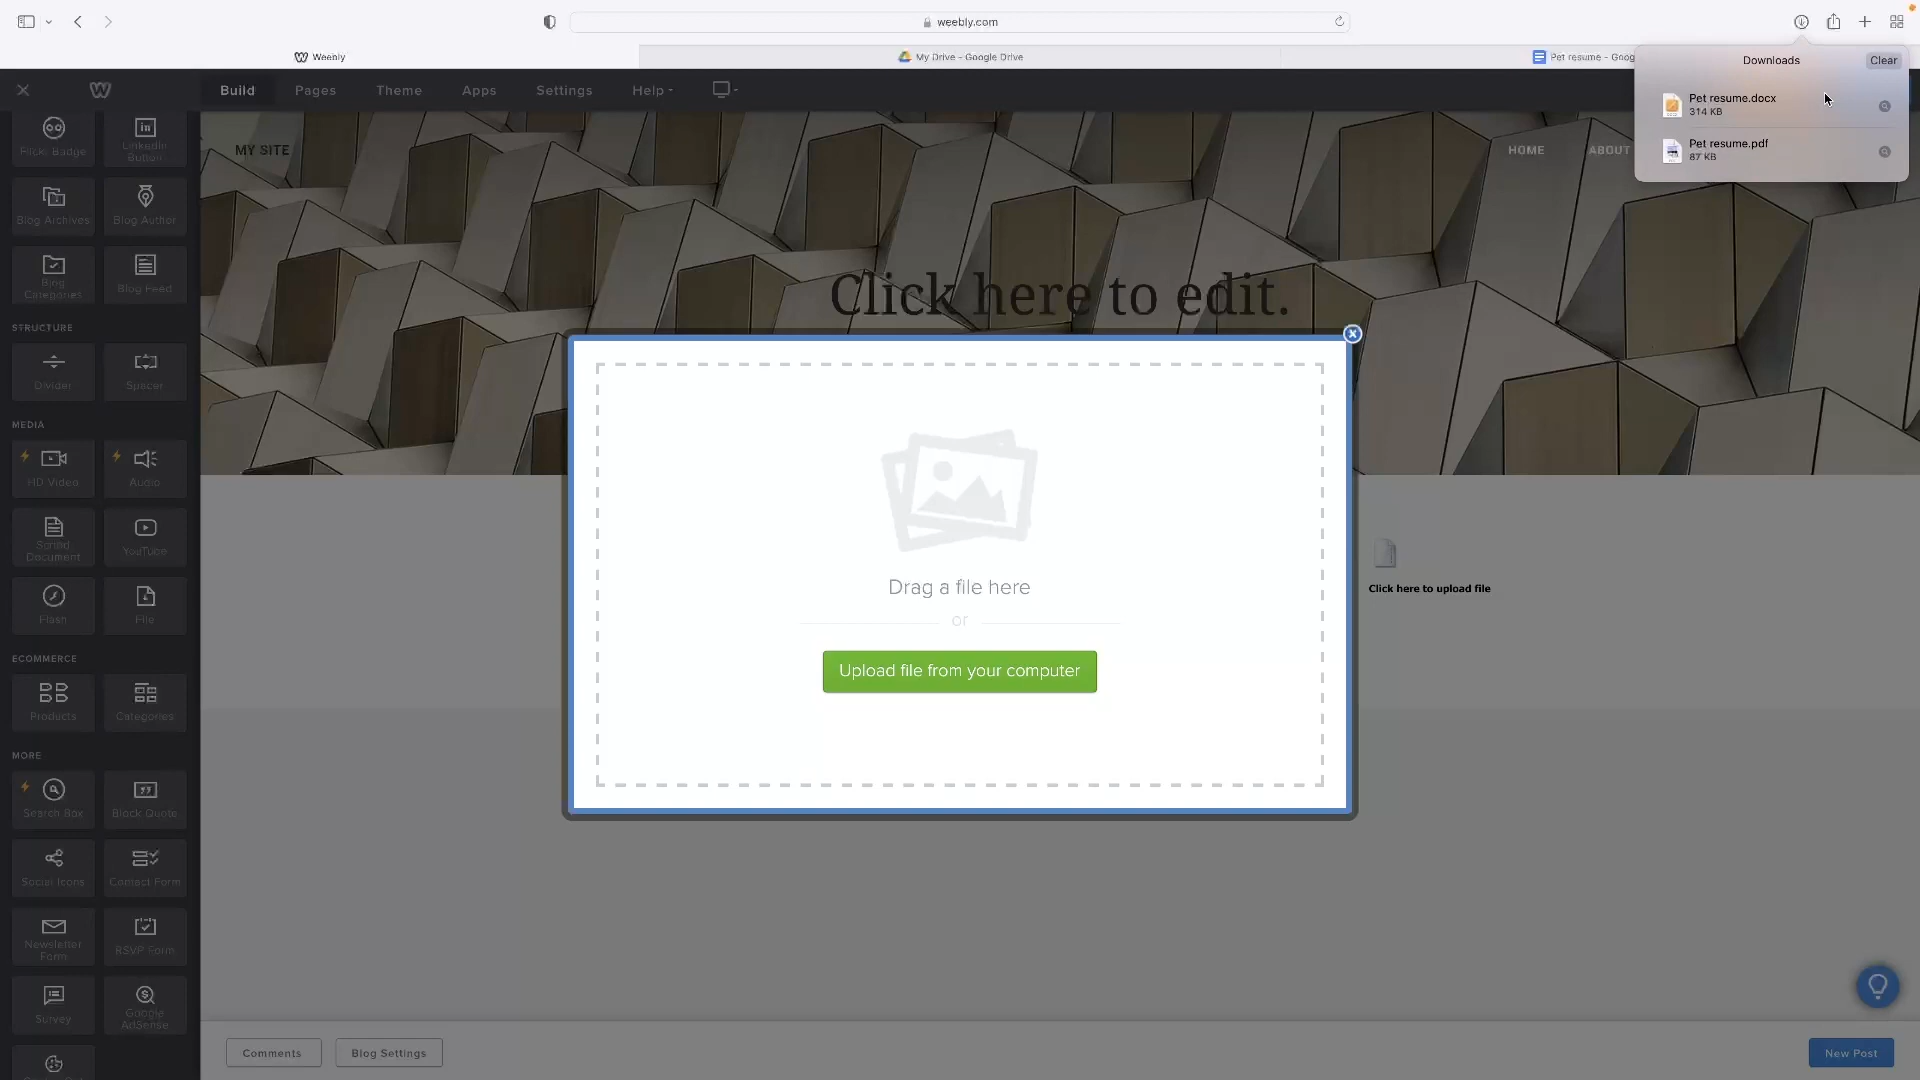 weebly.com
Weebly
My Drive - Google Drive
Pet resume - Goog
Downloads
Clear
Pet resume.docx
314 KB
Pet resume.pdf
87 KB
Build
Pages
Theme
Apps
Settings
Help
MY SITE
HOME
ABOUT
Flickr Badge
LinkedIn
Button
Blog Archives
Blog Author
Blog
Categories
Blog Feed
STRUCTURE
Divider
Spacer
MEDIA
HD Video
Audio
Scribd
Document
YouTube
Flash
File
ECOMMERCE
Products
Categories
MORE
Search Box
Block Quote
Social Icons
Contact Form
Newsletter
Form
RSVP Form
Survey
Google
AdSense
Click here to edit.
Drag a file here
or
Upload file from your computer
Click here to upload file
Comments
Blog Settings
New Post